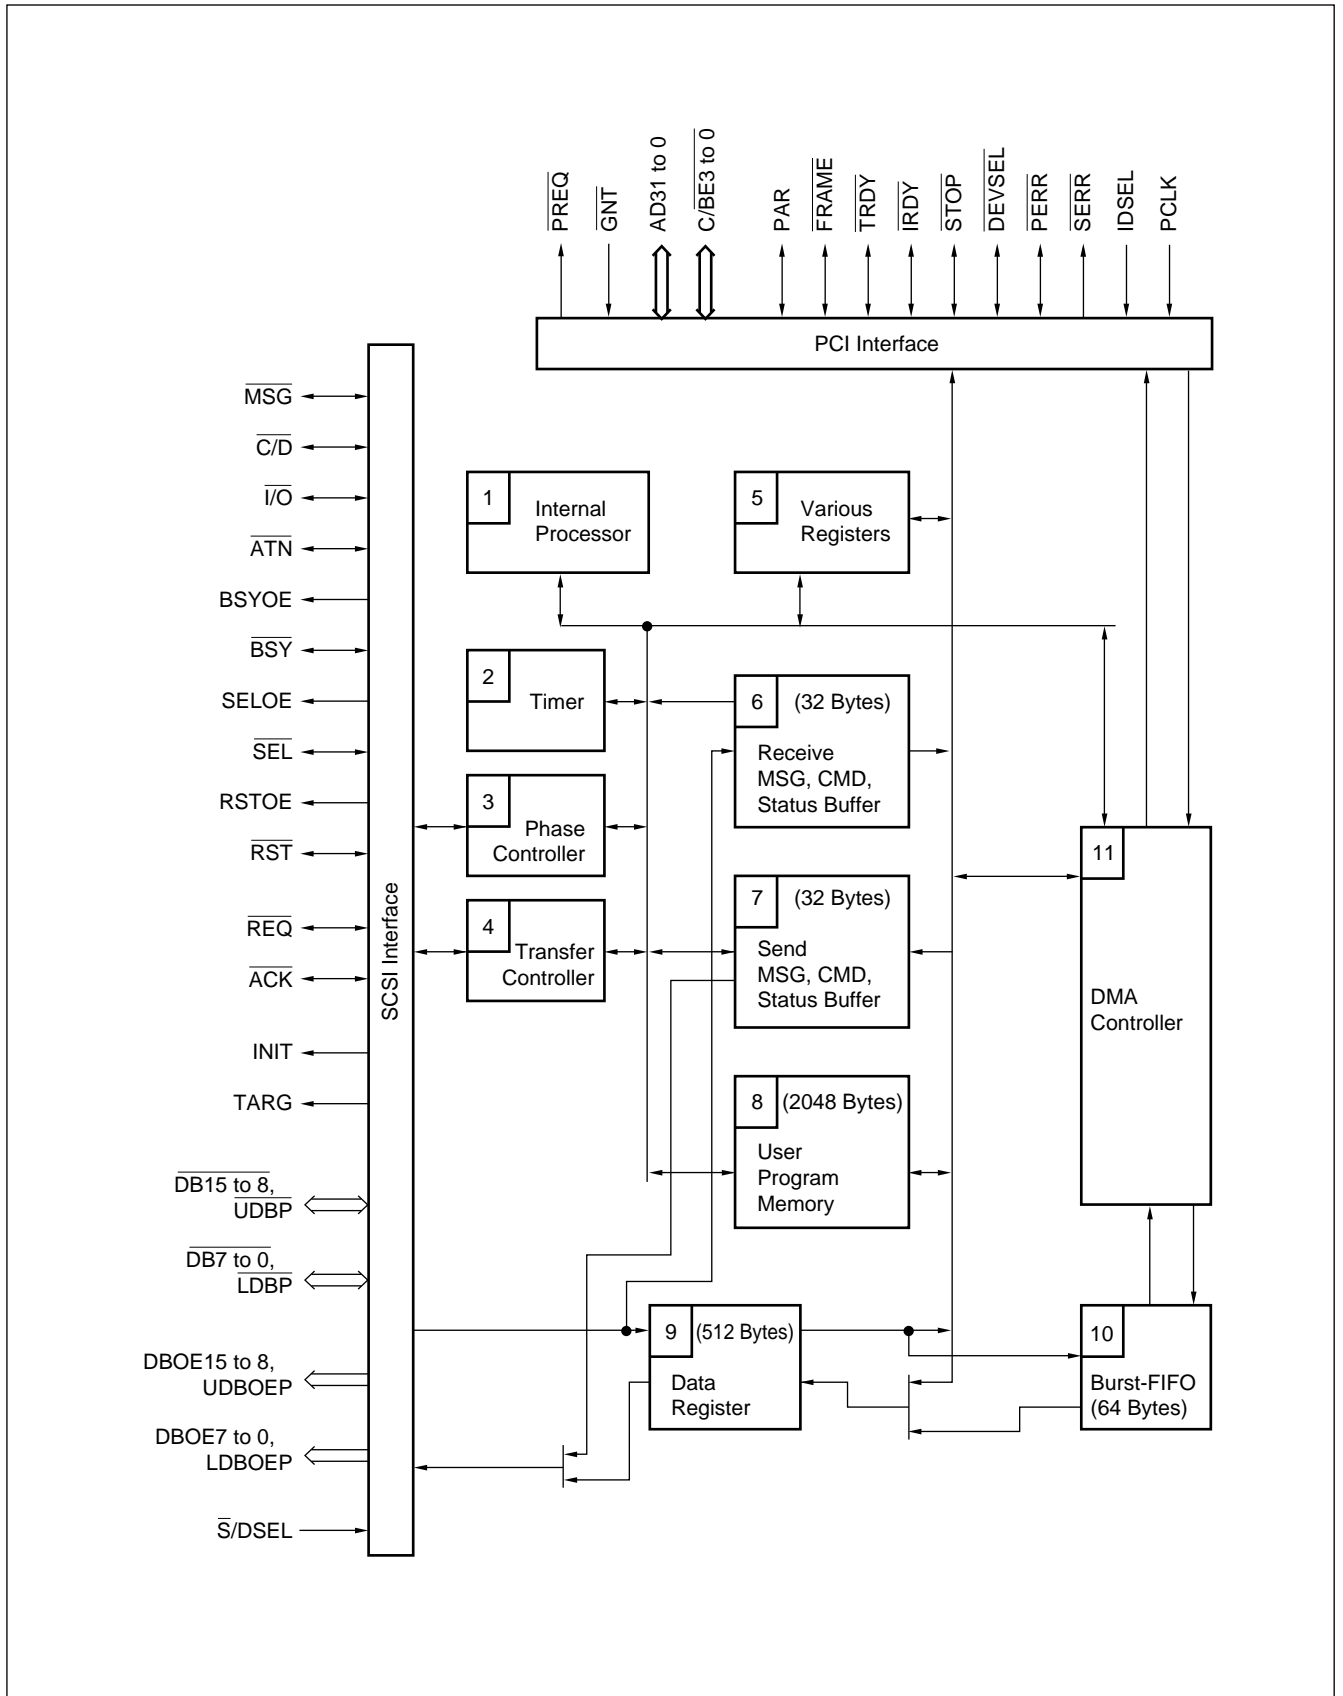 PREQ
GNT
AD31 to 0
C/BE3 to 0
PAR
FRAME
TRDY
IRDY
STOP
DEVSEL
PERR
SERR
IDSEL
PCLK
PCI Interface
MSG
C/D
I/O
ATN
BSYOE
BSY
SELOE
SEL
RSTOE
RST
REQ
ACK
INIT
TARG
DB15 to 8,
UDBP
DB7 to 0,
LDBP
DBOE15 to 8,
UDBOEP
DBOE7 to 0,
LDBOEP
S/DSEL
SCSI Interface
1
Internal
Processor
2
Timer
3
Phase
Controller
4
Transfer
Controller
5
Various
Registers
6 (32 Bytes)
Receive
MSG, CMD,
Status Buffer
7 (32 Bytes)
Send
MSG, CMD,
Status Buffer
8 (2048 Bytes)
User
Program
Memory
9 (512 Bytes)
Data
Register
10
Burst-FIFO
(64 Bytes)
11
DMA
Controller